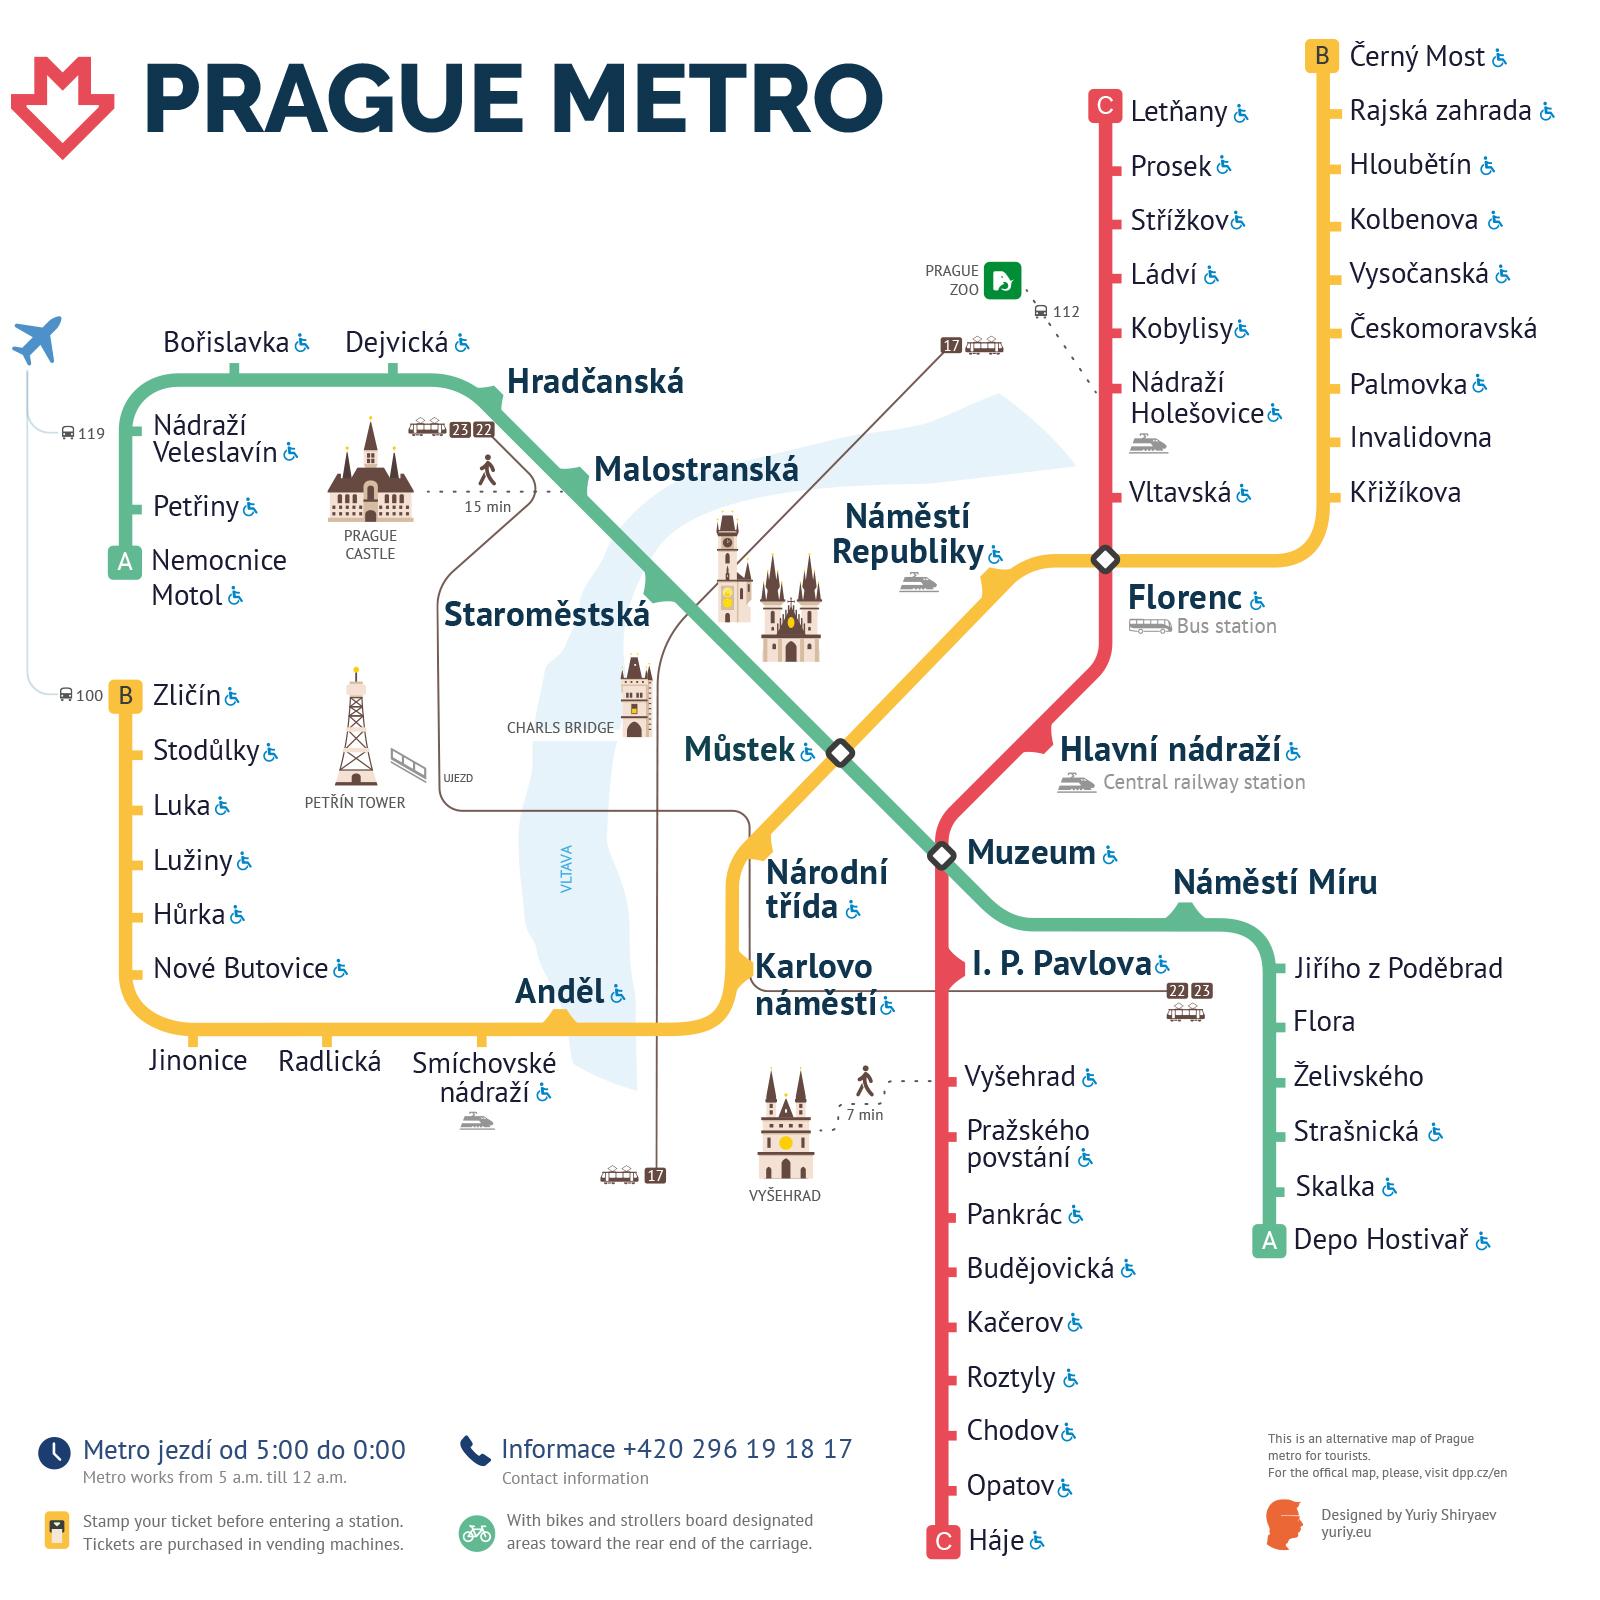 PRAGUE METRO
B
Černý Most
Rajská zahrada
Hloubětín
Kolbenova
Vysočanská
Českomoravská
Palmovka
Invalidovna
Křižíkova
C
Letňany
Prosek
Střížkov
Ládví
Kobylisy
Nádraží
Holešovice
Vltavská
PRAGUE
ZOO
112
17
Bořislavka
Dejvická
Hradčanská
119
Nádraží
Veleslavín
Petřiny
A
Nemocnice
Motol
23 22
15 min
PRAGUE
CASTLE
Malostranská
Náměstí
Republiky
Staroměstská
Florenc
Bus station
100
B
Zličín
Stodůlky
Luka
Lužiny
Hůrka
Nové Butovice
CHARLS BRIDGE
UJEZD
PETŘÍN TOWER
VLTAVA
Můstek
Hlavní nádraží
Central railway station
Muzeum
Náměstí Míru
Národní
třída
Karlovo
náměstí
I. P. Pavlova
22 23
Anděl
Jinonice
Radlická
Smíchovské
nádraží
17
Jiřího z Poděbrad
Flora
Želivského
Strašnická
Skalka
A
Depo Hostivař
7 min
VYŠEHRAD
Vyšehrad
Pražského
povstání
Pankrác
Budějovická
Kačerov
Roztyly
Chodov
Opatov
C
Háje
Metro jezdí od 5:00 do 0:00
Metro works from 5 a.m. till 12 a.m.
Stamp your ticket before entering a station.
Tickets are purchased in vending machines.
Informace +420 296 19 18 17
Contact information
With bikes and strollers board designated
areas toward the rear end of the carriage.
This is an alternative map of Prague
metro for tourists.
For the offical map, please, visit dpp.cz/en
Designed by Yuriy Shiryaev
yuriy.eu